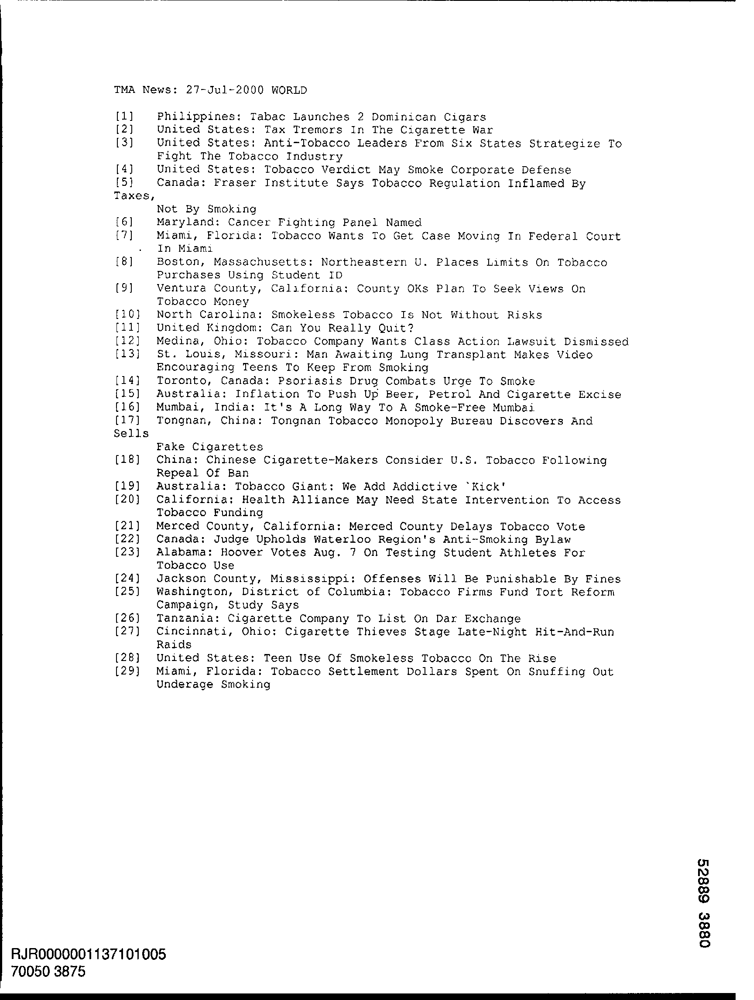 TMA News: 27-Jul-2000 WORLD
[1] Philippines: Tabac Launches 2 Dominican Cigars
[2] United States: Tax Tremors In The Cigarette War
[3] United States: Anti-Tobacco Leaders From Six States Strategize To
Fight The Tobacco Industry
[4] United States: Tobacco Verdict May Smoke Corporate Defense
[5] Canada: Fraser Institute Says Tobacco Regulation Inflamed By
Taxes,
Not By Smoking
[6] Maryland: Cancer Fighting Panel Named
[7] Miami, Florida: Tobacco Wants To Get Case Moving In Federal Court
In Miami
[8] Boston, Massachusetts: Northeastern U. Places Limits On Tobacco
Purchases Using Student ID
[9] Ventura County, California: County OKs Plan To Seek Views On
Tobacco Money
[10] North Carolina: Smokeless Tobacco Is Not Without Risks
[11] United Kingdom: Can You Really Quit?
[12] Medina, Ohio: Tobacco Company Wants Class Action Lawsuit Dismissed
[13] St. Louis, Missouri: Man Awaiting Lung Transplant Makes Video
Encouraging Teens To Keep From Smoking
[14] Toronto, Canada: Psoriasis Drug Combats Urge To Smoke
[15] Australia: Inflation To Push Up Beer, Petrol And Cigarette Excise
[16] Mumbai, India: It's A Long Way To A Smoke-Free Mumbai
[17] Tongnan, China: Tongnan Tobacco Monopoly Bureau Discovers And
Sells
Fake Cigarettes
[18] China: Chinese Cigarette-Makers Consider U.S. Tobacco Following
Repeal Of Ban
[19] Australia: Tobacco Giant: We Add Addictive `Kick'
[20] California: Health Alliance May Need State Intervention To Access
Tobacco Funding
[21] Merced County, California: Merced County Delays Tobacco Vote
[22] Canada: Judge Upholds Waterloo Region's Anti-Smoking Bylaw
[23] Alabama: Hoover Votes Aug. 7 On Testing Student Athletes For
Tobacco Use
[24] Jackson County, Mississippi: Offenses Will Be Punishable By Fines
[25] Washington, District of Columbia: Tobacco Firms Fund Tort Reform
Campaign, Study Says
[26] Tanzania: Cigarette Company To List On Dar Exchange
[27] Cincinnati, Ohio: Cigarette Thieves Stage Late-Night Hit-And-Run
Raids
[28] United States: Teen Use Of Smokeless Tobacco On The Rise
[29] Miami, Florida: Tobacco Settlement Dollars Spent On Snuffing Out
Underage Smoking
52889 3880
RJR0000001137101005
70050 3875